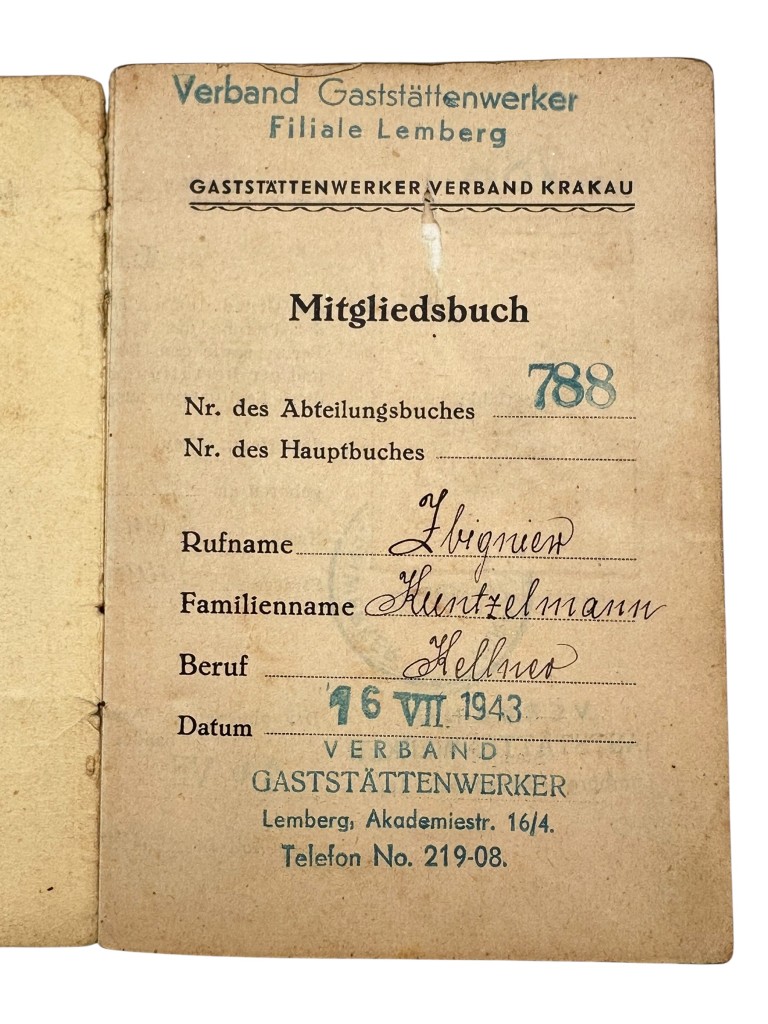 Verband Gaststättenwerker
Filiale Lemberg
GASTSTÄTTENWERKER VERBAND KRAKAU
Mitgliedsbuch
Nr. des Abteilungsbuches 788
Nr. des Hauptbuches
Rufname Zbigniew
Familienname Kuntzelmann
Beruf Kellner
Datum 16 VII 1943
VERBAND
GASTSTÄTTENWERKER
Lemberg, Akademiestr. 16/4.
Telefon No. 219-08.